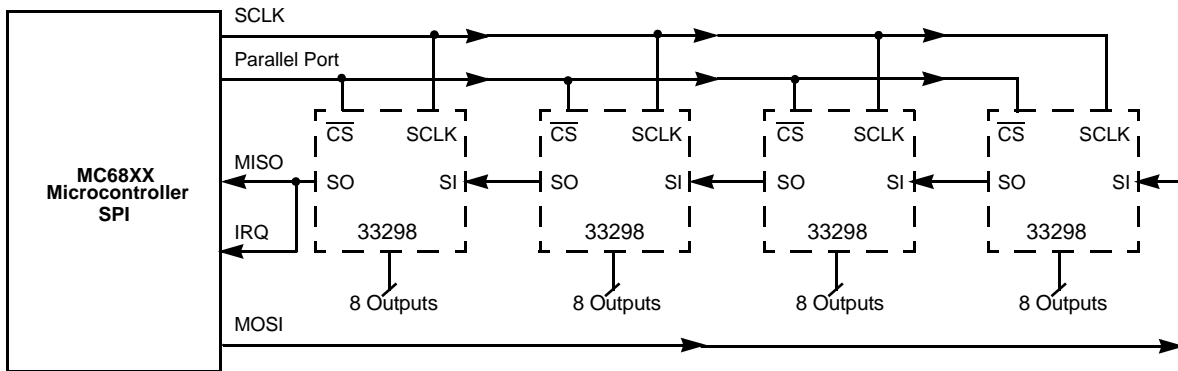 SCLK
Parallel Port
CS SCLK
CS SCLK
CS SCLK
CS SCLK
MISO
MC68XX
Microcontroller
SPI
SO SI
SO SI
SO SI
SO SI
IRQ
33298
33298
33298
33298
8 Outputs
8 Outputs
8 Outputs
8 Outputs
MOSI